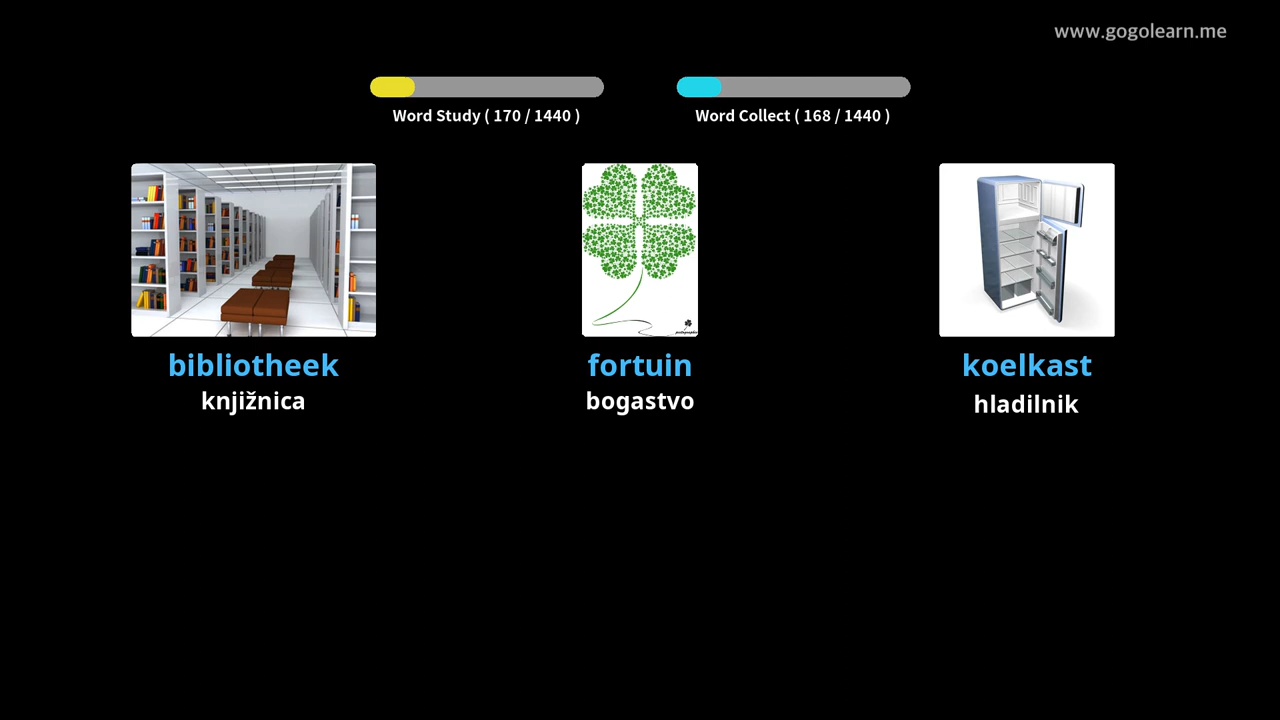 www.gogolearn.me
Word Study ( 170 / 1440 )
Word Collect ( 168 / 1440 )
bibliotheek
fortuin
koelkast
knjižnica
bogastvo
hladilnik